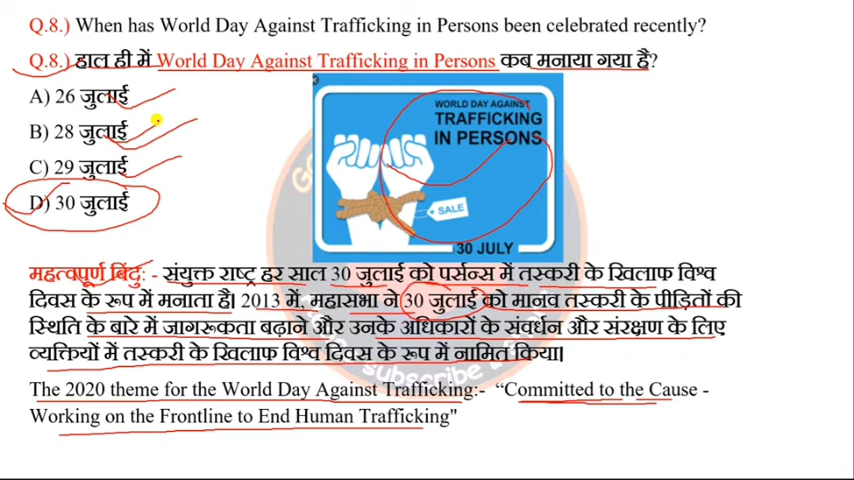 Q.8.) When has World Day Against Trafficking in Persons been celebrated recently?
Q.8.) हाल ही में World Day Against Trafficking in Persons कब मनाया गया है?
A) 26 जुलाई
B) 28 जुलाई
C) 29 जुलाई
D) 30 जुलाई
WORLD DAY AGAINST
TRAFFICKING
IN PERSONS
SALE
30 JULY
महत्वपूर्ण बिंदु: - संयुक्त राष्ट्र हर साल 30 जुलाई को पर्सन्स में तस्करी के खिलाफ विश्व
दिवस के रूप में मनाता है। 2013 में, महासभा ने 30 जुलाई को मानव तस्करी के पीड़ितों की
स्थिति के बारे में जागरूकता बढ़ाने और उनके अधिकारों के संवर्धन और संरक्षण के लिए
व्यक्तियों में तस्करी के खिलाफ विश्व दिवस के रूप में नामित किया।
The 2020 theme for the World Day Against Trafficking:- “Committed to the Cause -
Working on the Frontline to End Human Trafficking"